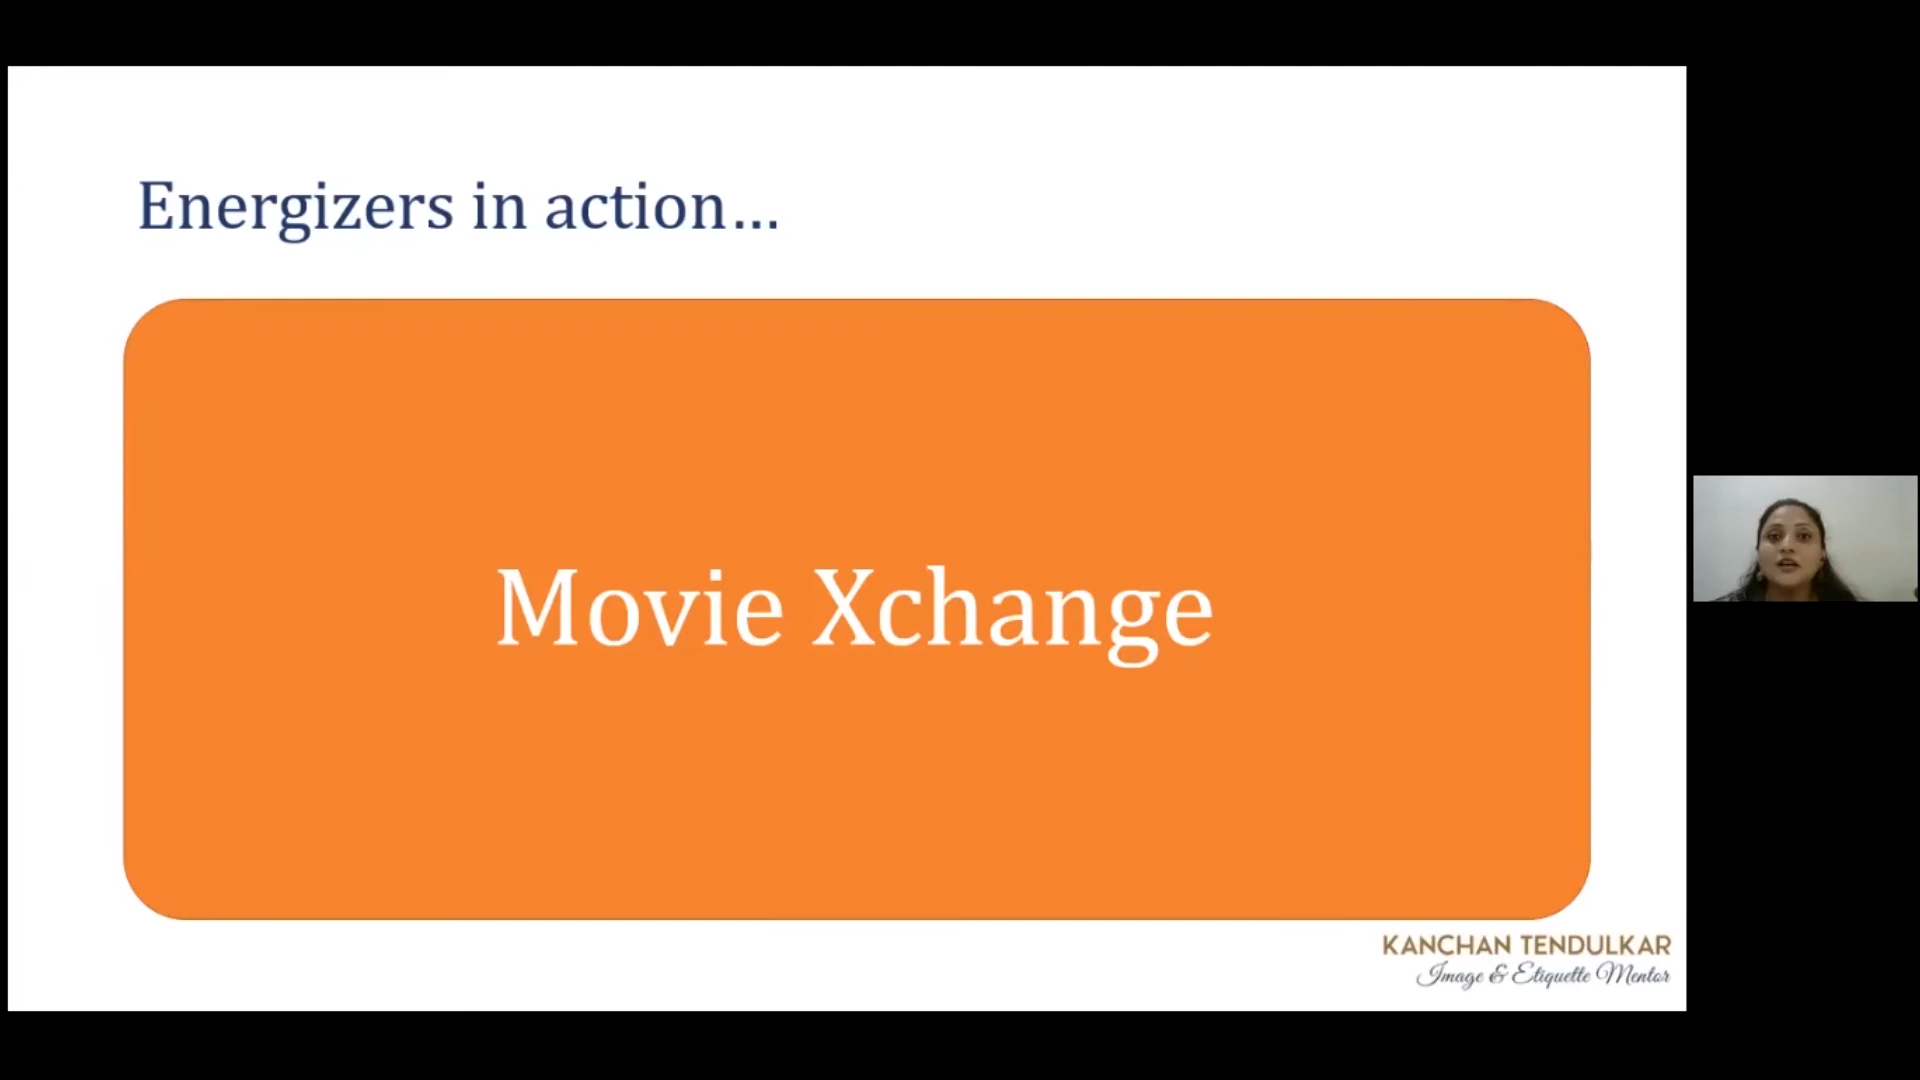 Energizers in action...
Movie Xchange
KANCHAN TENDULKAR
Image & Etiquette Mentor